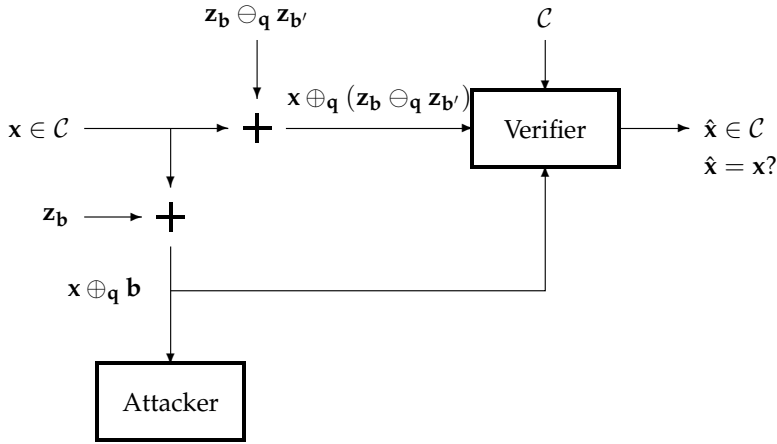 𝐳_𝐛 ⊖_𝐪 𝐳_𝐛′
𝒞
𝐱 ⊕_𝐪 (𝐳_𝐛 ⊖_𝐪 𝐳_𝐛′)
𝐱 ∈ 𝒞
Verifier
𝐱̂ ∈ 𝒞
𝐱̂ = 𝐱?
𝐳_𝐛
𝐱 ⊕_𝐪 𝐛
Attacker